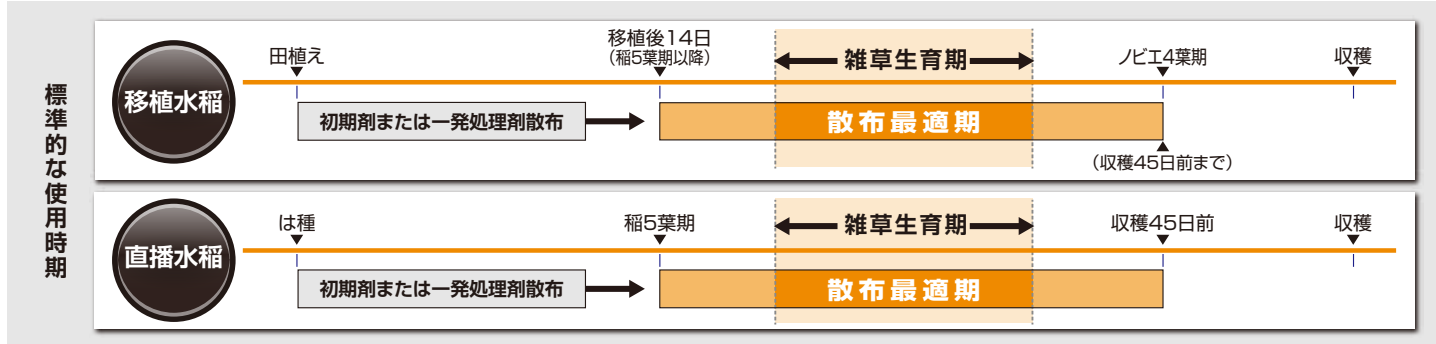 標準的な使用時期
移植水稲
田植え
移植後14日
（稲5葉期以降）
雑草生育期
ノビエ4葉期
収穫
初期剤または一発処理剤散布
散布最適期
（収穫45日前まで）
直播水稲
は種
稲5葉期
雑草生育期
収穫45日前
収穫
初期剤または一発処理剤散布
散布最適期